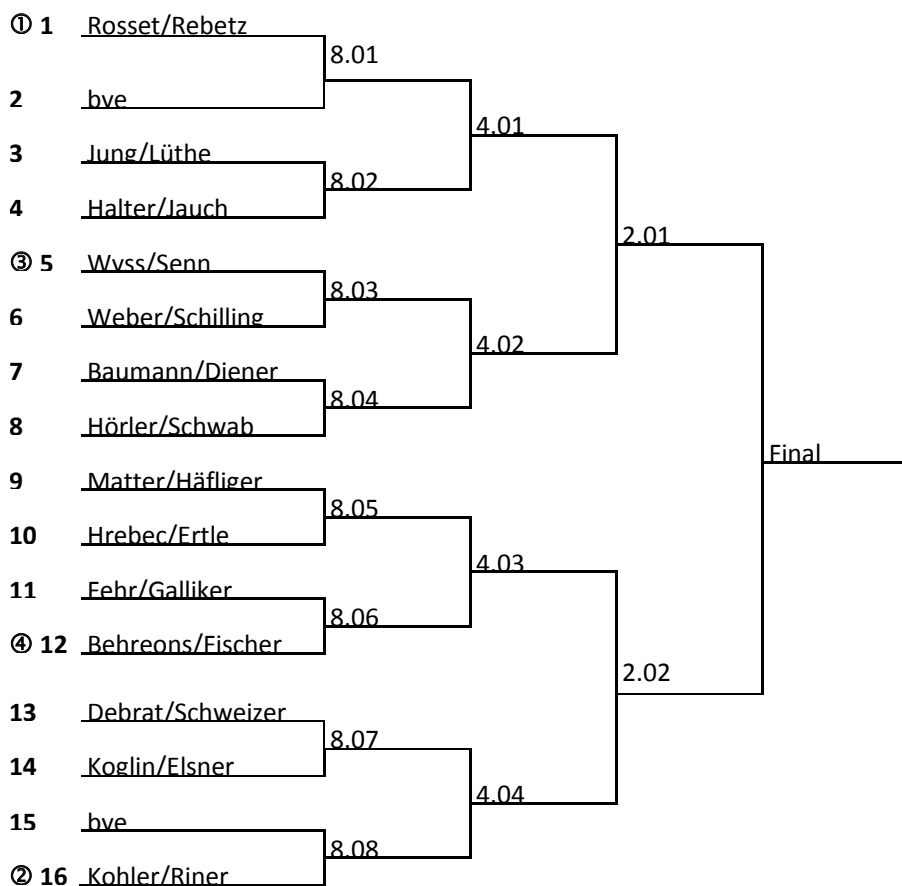 ① 1 Rosset/Rebetz
8.01
2 bye
4.01
3 Jung/Lüthe
8.02
4 Halter/Jauch
2.01
③ 5 Wyss/Senn
8.03
6 Weber/Schilling
4.02
7 Baumann/Diener
8.04
8 Hörler/Schwab
Final
9 Matter/Häfliger
8.05
10 Hrebec/Ertle
4.03
11 Fehr/Galliker
8.06
④ 12 Behreons/Fischer
2.02
13 Debrat/Schweizer
8.07
14 Koglin/Elsner
4.04
15 bye
8.08
② 16 Kohler/Riner